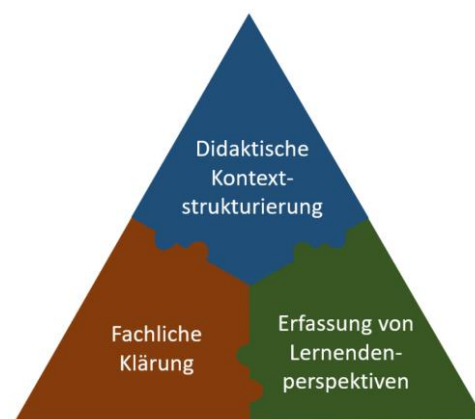 Didaktische
Kontext-
strukturierung
Fachliche
Klärung
Erfassung von
Lernenden-
perspektiven